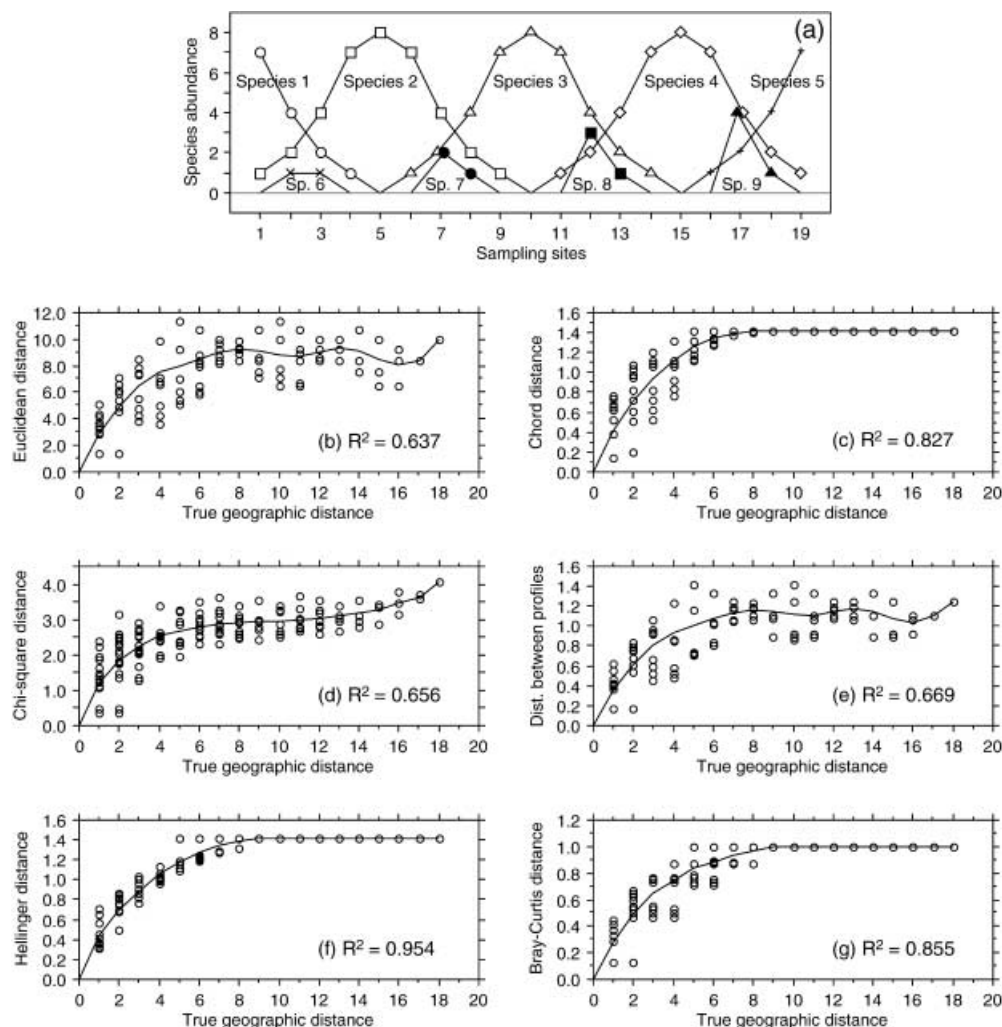 (a)
8
6
4
2
0
Species abundance
Species 1
Species 2
Species 3
Species 4
Species 5
Sp. 6
Sp. 7
Sp. 8
Sp. 9
1 3 5 7 9 11 13 15 17 19
Sampling sites
12.0
10.0
8.0
6.0
4.0
2.0
0.0
Euclidean distance
(b) R² = 0.637
0 2 4 6 8 10 12 14 16 18 20
True geographic distance
1.6
1.4
1.2
1.0
0.8
0.6
0.4
0.2
0.0
Chord distance
(c) R² = 0.827
0 2 4 6 8 10 12 14 16 18 20
True geographic distance
4.0
3.0
2.0
1.0
0.0
Chi-square distance
(d) R² = 0.656
0 2 4 6 8 10 12 14 16 18 20
True geographic distance
1.6
1.4
1.2
1.0
0.8
0.6
0.4
0.2
0.0
Dist. between profiles
(e) R² = 0.669
0 2 4 6 8 10 12 14 16 18 20
True geographic distance
1.6
1.4
1.2
1.0
0.8
0.6
0.4
0.2
0.0
Hellinger distance
(f) R² = 0.954
0 2 4 6 8 10 12 14 16 18 20
True geographic distance
1.2
1.0
0.8
0.6
0.4
0.2
0.0
Bray-Curtis distance
(g) R² = 0.855
0 2 4 6 8 10 12 14 16 18 20
True geographic distance